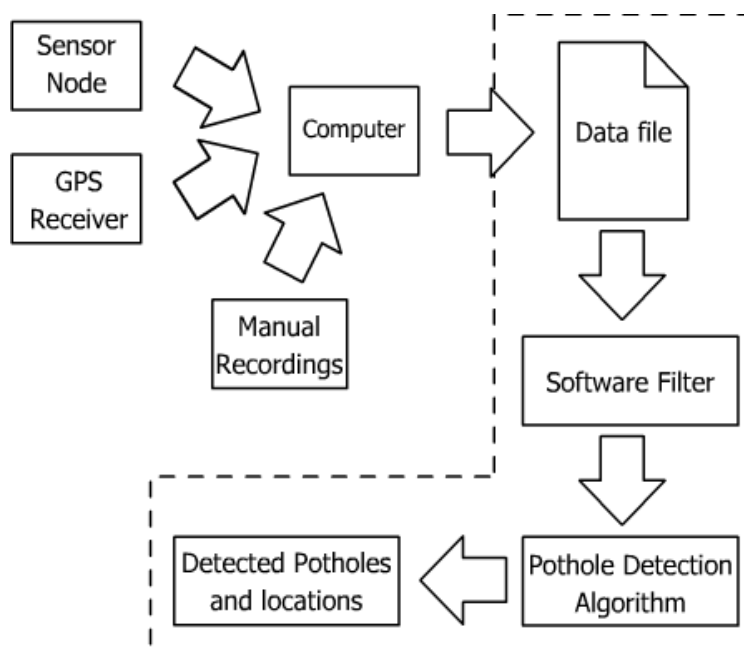 Sensor
Node
GPS
Receiver
Computer
Manual
Recordings
Data file
Software Filter
Pothole Detection
Algorithm
Detected Potholes
and locations